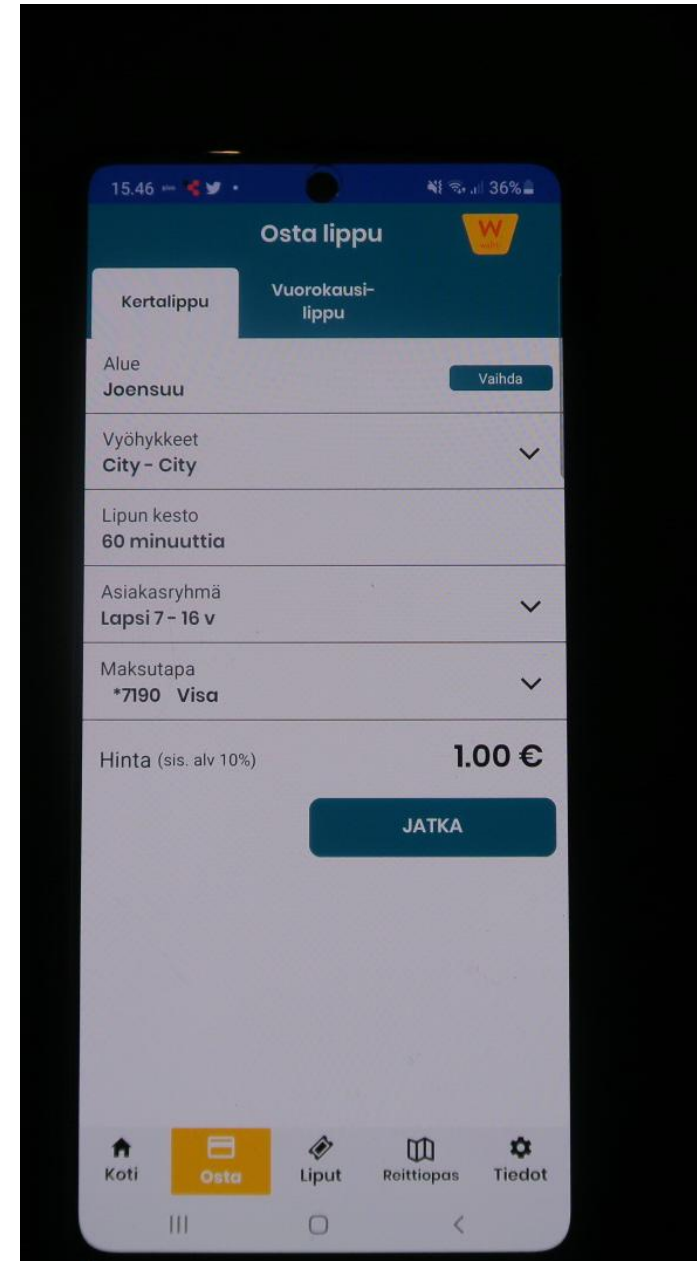 15.46 36%
Osta lippu
W
waltti
Kertalippu
Vuorokausi-
lippu
Alue
Joensuu
Vaihda
Vyöhykkeet
City - City
Lipun kesto
60 minuuttia
Asiakasryhmä
Lapsi 7 - 16 v
Maksutapa
*7190 Visa
Hinta (sis. alv 10%) 1.00 €
JATKA
Koti Osta Liput Reittiopas Tiedot